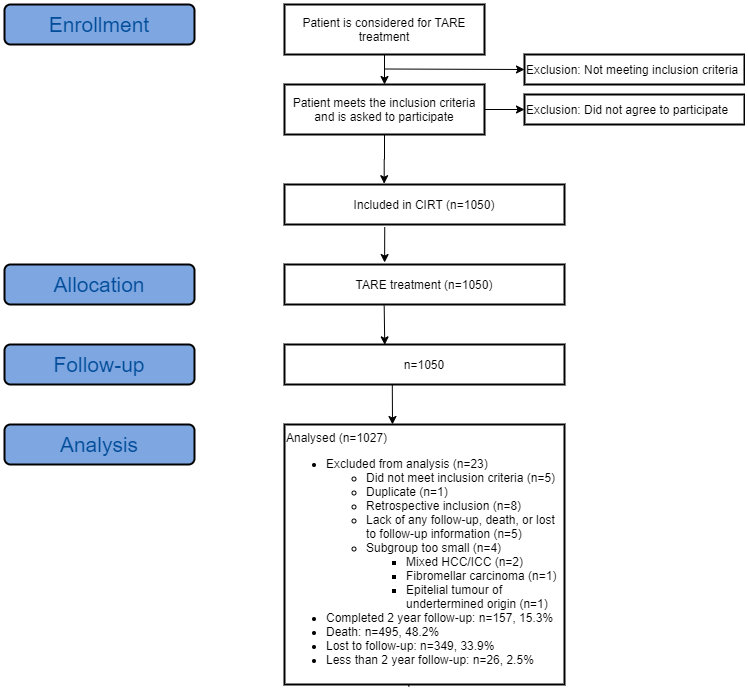 Enrollment
Patient is considered for TARE
treatment
Exclusion: Not meeting inclusion criteria
Patient meets the inclusion criteria
and is asked to participate
Exclusion: Did not agree to participate
Included in CIRT (n=1050)
Allocation
TARE treatment (n=1050)
Follow-up
n=1050
Analysis
Analysed (n=1027)
Excluded from analysis (n=23)
Did not meet inclusion criteria (n=5)
Duplicate (n=1)
Retrospective inclusion (n=8)
Lack of any follow-up, death, or lost
to follow-up information (n=5)
Subgroup too small (n=4)
Mixed HCC/ICC (n=2)
Fibromellar carcinoma (n=1)
Epitelial tumour of
undertermined origin (n=1)
Completed 2 year follow-up: n=157, 15.3%
Death: n=495, 48.2%
Lost to follow-up: n=349, 33.9%
Less than 2 year follow-up: n=26, 2.5%